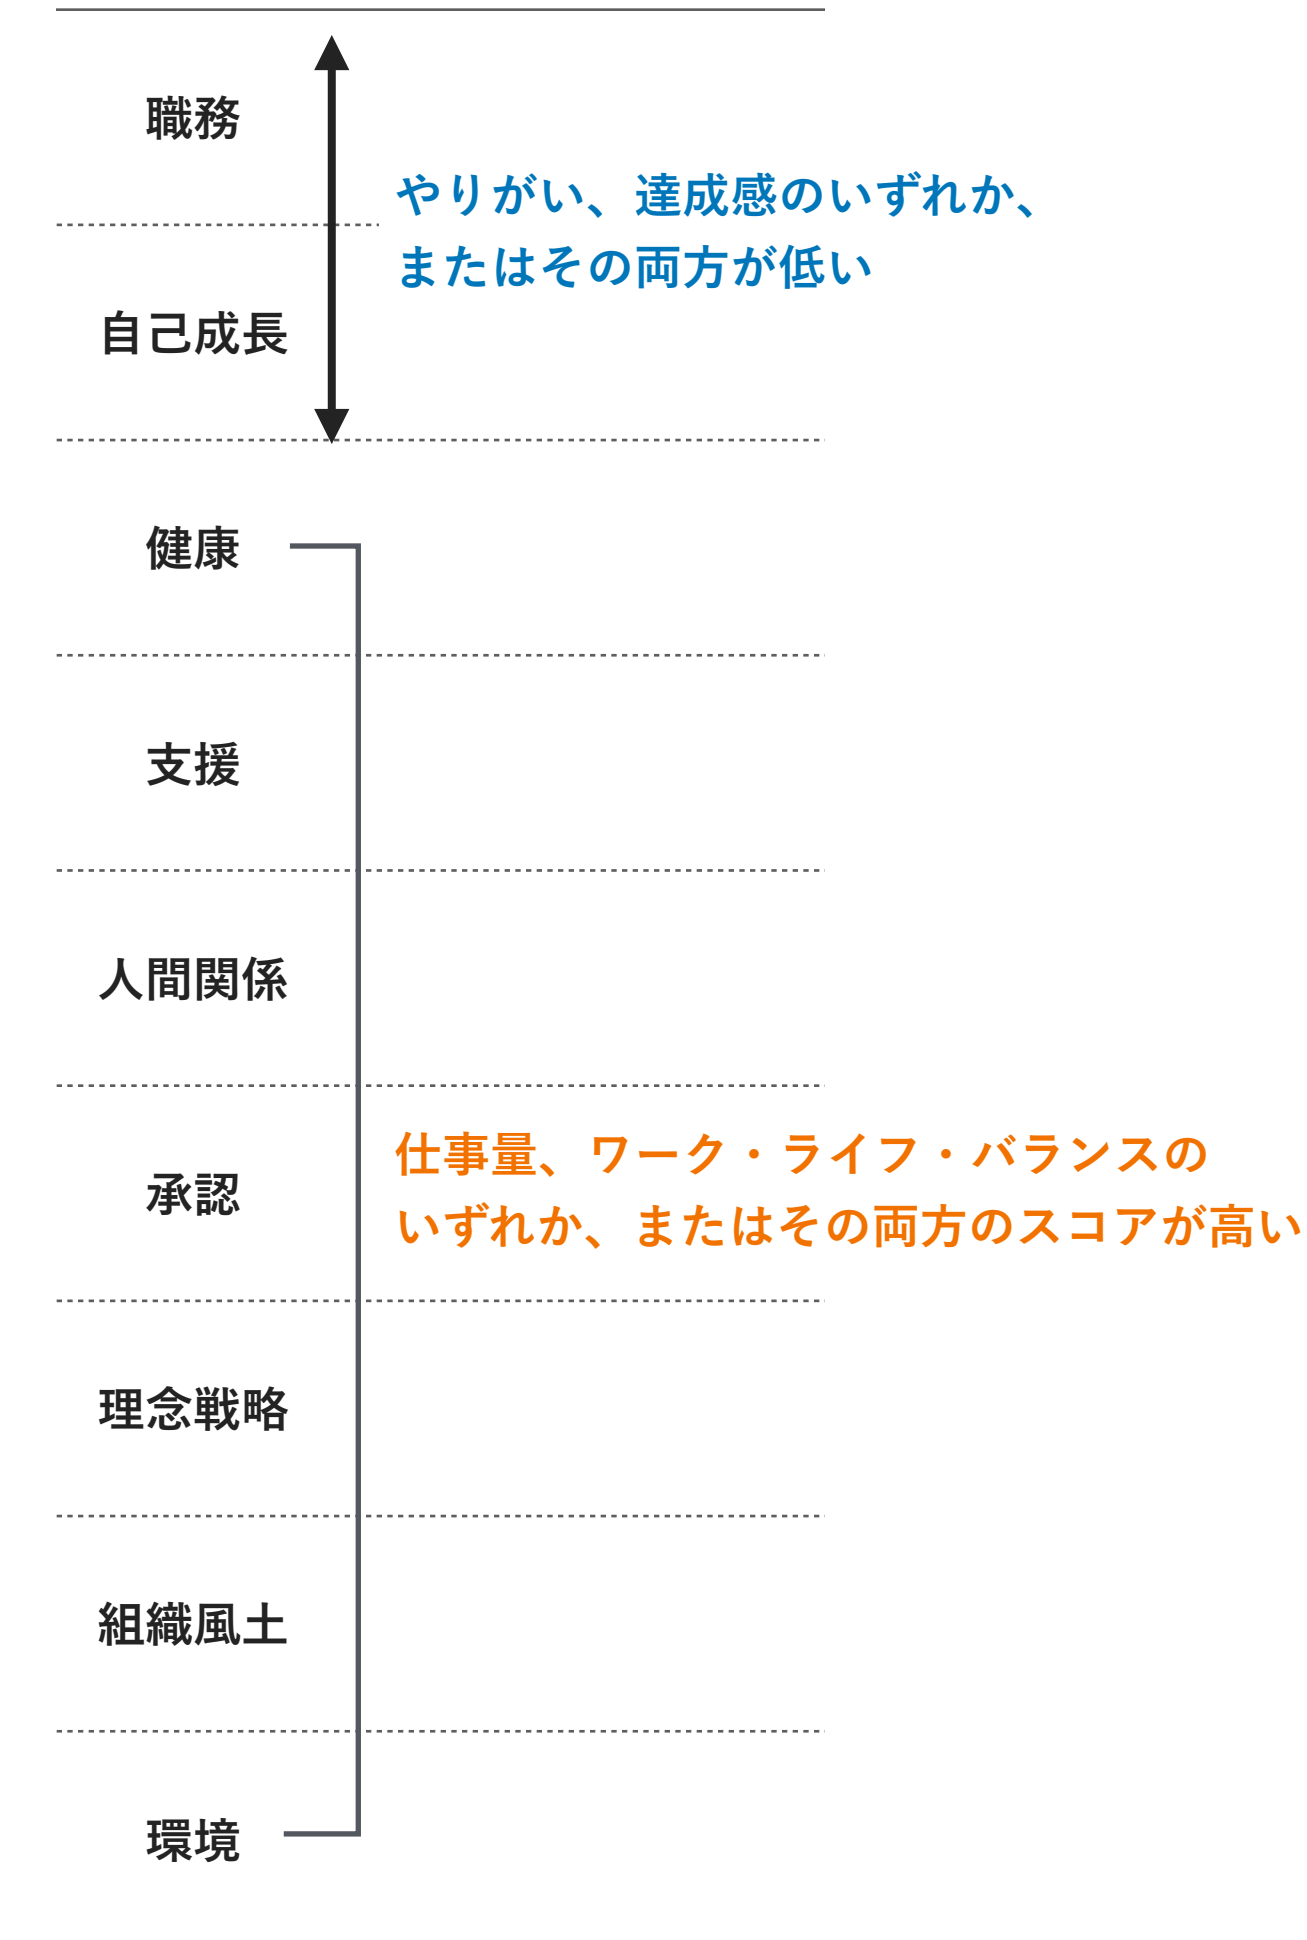 職務
やりがい、達成感のいずれか、
またはその両方が低い
自己成長
健康
支援
人間関係
承認
仕事量、ワーク・ライフ・バランスの
いずれか、またはその両方のスコアが高い
理念戦略
組織風土
環境